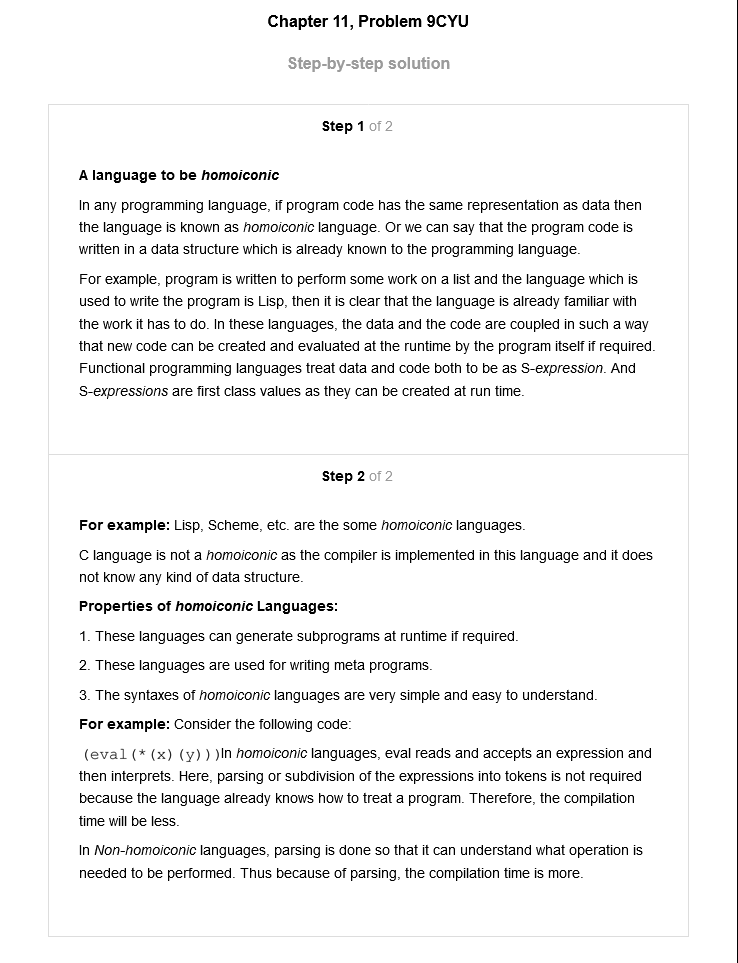 Chapter 11, Problem 9CYU
Step-by-step solution
Step 1 of 2
A language to be homoiconic
In any programming language, if program code has the same representation as data then
the language is known as homoiconic language. Or we can say that the program code is
written in a data structure which is already known to the programming language.
For example, program is written to perform some work on a list and the language which is
used to write the program is Lisp, then it is clear that the language is already familiar with
the work it has to do. In these languages, the data and the code are coupled in such a way
that new code can be created and evaluated at the runtime by the program itself if required.
Functional programming languages treat data and code both to be as S-expression. And
S-expressions are first class values as they can be created at run time.
Step 2 of 2
For example: Lisp, Scheme, etc. are the some homoiconic languages.
C language is not a homoiconic as the compiler is implemented in this language and it does
not know any kind of data structure.
Properties of homoiconic Languages:
1. These languages can generate subprograms at runtime if required.
2. These languages are used for writing meta programs.
3. The syntaxes of homoiconic languages are very simple and easy to understand.
For example: Consider the following code:
(eval(*(x)(y)))In homoiconic languages, eval reads and accepts an expression and
then interprets. Here, parsing or subdivision of the expressions into tokens is not required
because the language already knows how to treat a program. Therefore, the compilation
time will be less.
In Non-homoiconic languages, parsing is done so that it can understand what operation is
needed to be performed. Thus because of parsing, the compilation time is more.